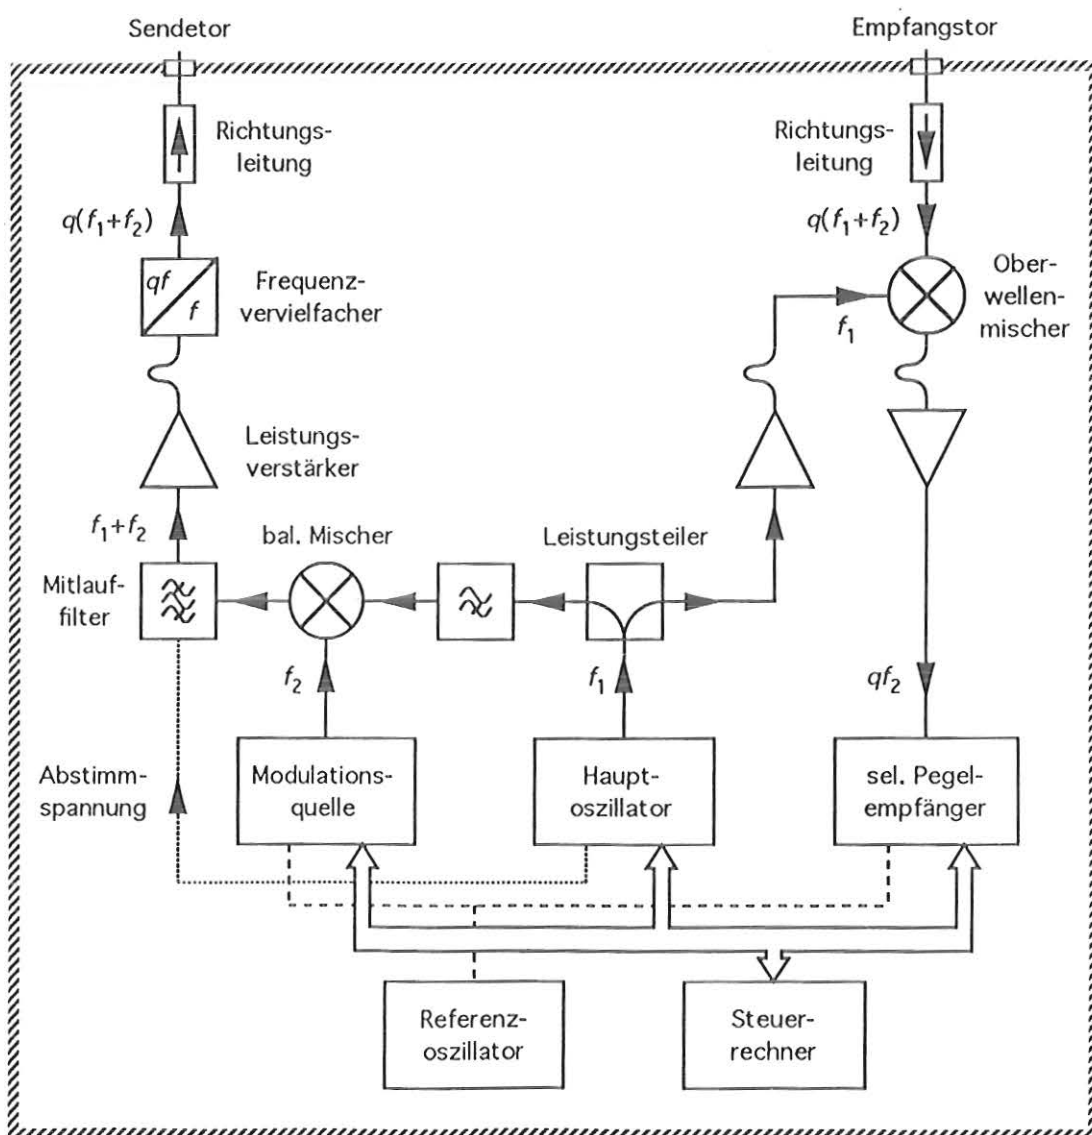 Sendetor
Empfangstor
Richtungs-
leitung
Richtungs-
leitung
q(f₁+f₂)
q(f₁+f₂)
qf
f
Frequenz-
vervielfacher
Ober-
wellen-
mischer
f₁
Leistungs-
verstärker
f₁+f₂
bal. Mischer
Leistungsteiler
Mitlauf-
filter
f₂
f₁
qf₂
Abstimm-
spannung
Modulations-
quelle
Haupt-
oszillator
sel. Pegel-
empfänger
Referenz-
oszillator
Steuer-
rechner